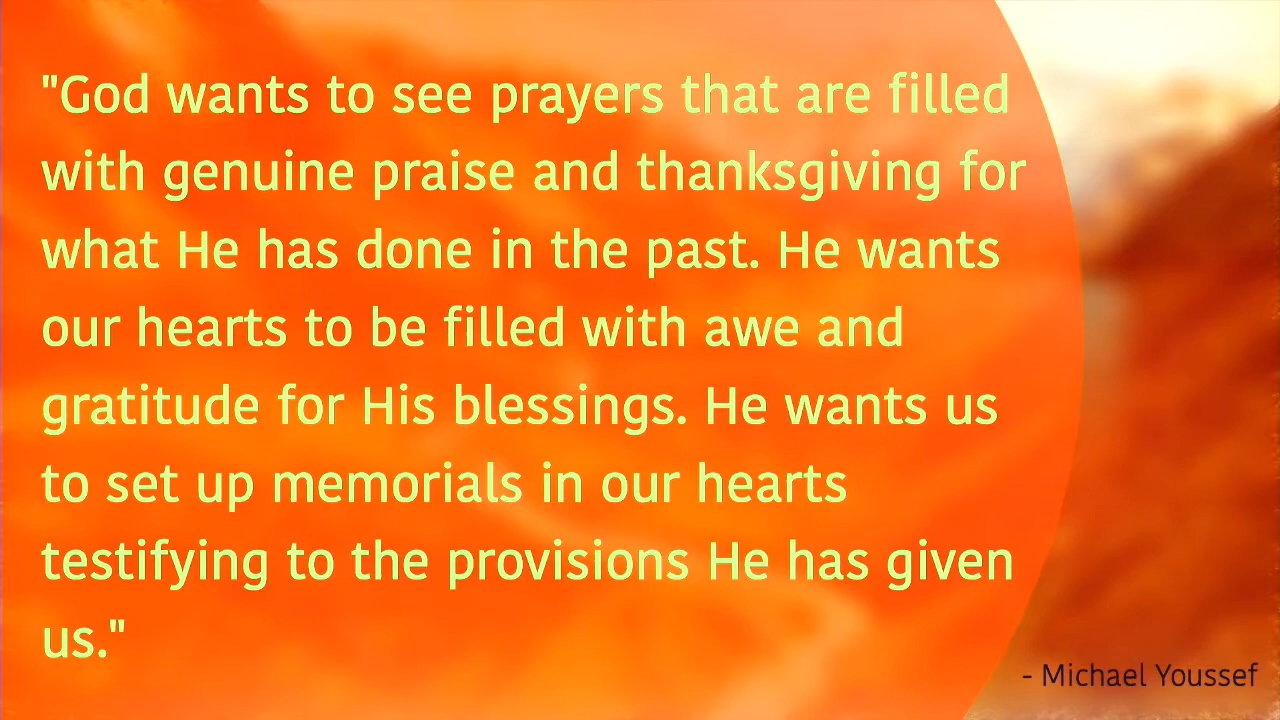 "God wants to see prayers that are filled
with genuine praise and thanksgiving for
what He has done in the past. He wants
our hearts to be filled with awe and
gratitude for His blessings. He wants us
to set up memorials in our hearts
testifying to the provisions He has given
us."
- Michael Youssef